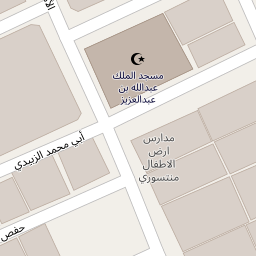 مسجد الملك
عبدالله بن
عبدالعزيز
أبي محمد الزبيدي
مدارس
ارض
الاطفال
منتسوري
حفص